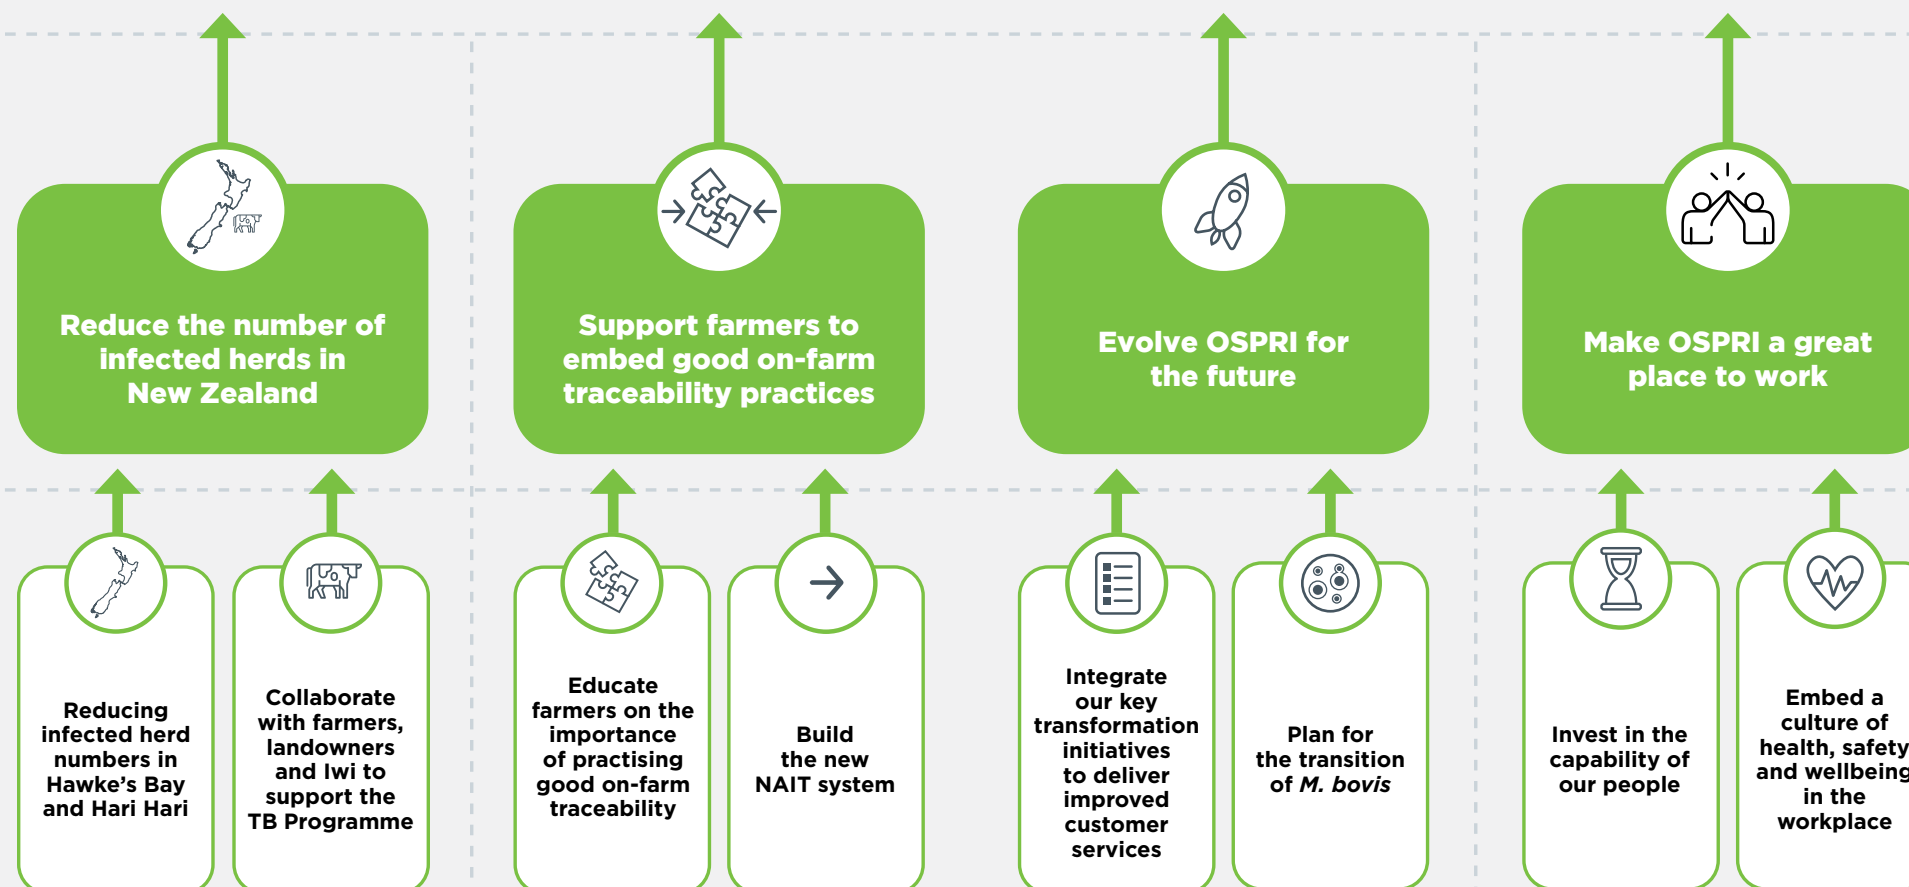 Reduce the number of
infected herds in
New Zealand
Support farmers to
embed good on-farm
traceability practices
Evolve OSPRI for
the future
Make OSPRI a great
place to work
Reducing
infected herd
numbers in
Hawke's Bay
and Hari Hari
Collaborate
with farmers,
landowners
and Iwi to
support the
TB Programme
Educate
farmers on the
importance
of practising
good on-farm
traceability
Build
the new
NAIT system
Integrate
our key
transformation
initiatives
to deliver
improved
customer
services
Plan for
the transition
of M. bovis
Invest in the
capability of
our people
Embed a
culture of
health, safety
and wellbeing
in the
workplace